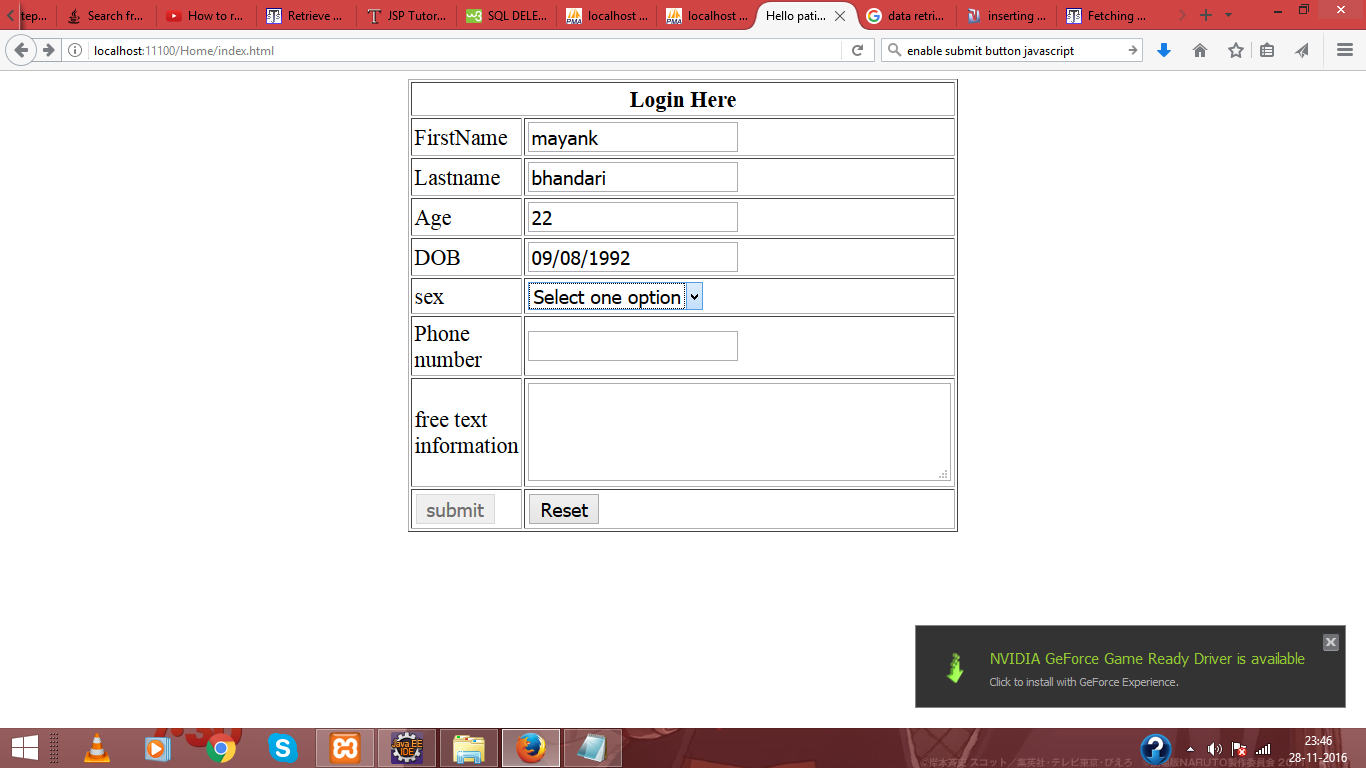 tep...
Search fr...
How to r...
Retrieve ...
JSP Tutor...
SQL DELE...
localhost ...
localhost ...
Hello pati...
data retri...
inserting ...
Fetching ...
localhost:11100/Home/index.html
enable submit button javascript
Login Here
FirstName
mayank
Lastname
bhandari
Age
22
DOB
09/08/1992
sex
Select one option
Phone
number
free text
information
submit
Reset
NVIDIA GeForce Game Ready Driver is available
Click to install with GeForce Experience.
Java EE
IDE
23:46
28-11-2016